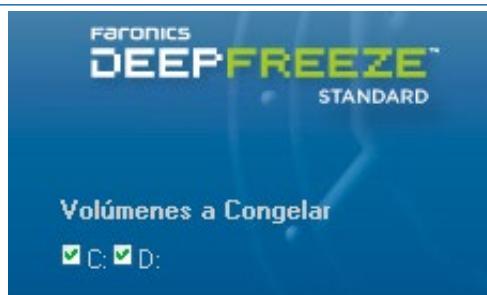 Faronics
DEEPFREEZE™
STANDARD
Volúmenes a Congelar
C: D: